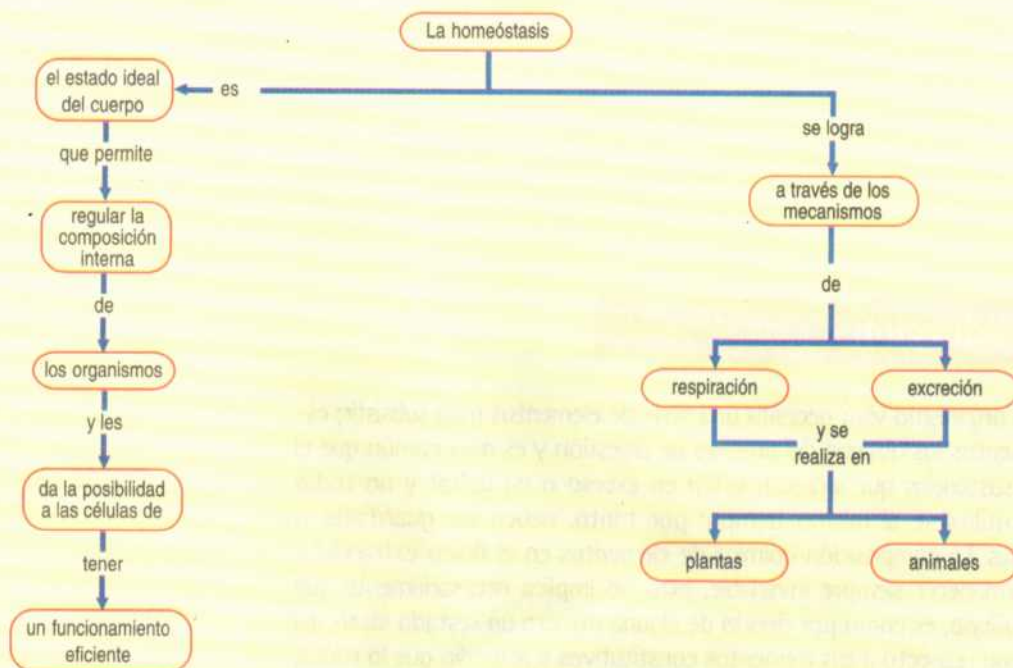 La homeóstasis
el estado ideal
del cuerpo
es
que permite
regular la
composición
interna
de
los organismos
y les
da la posibilidad
a las células de
tener
un funcionamiento
eficiente
se logra
a través de los
mecanismos
de
respiración
excreción
y se
realiza en
plantas
animales